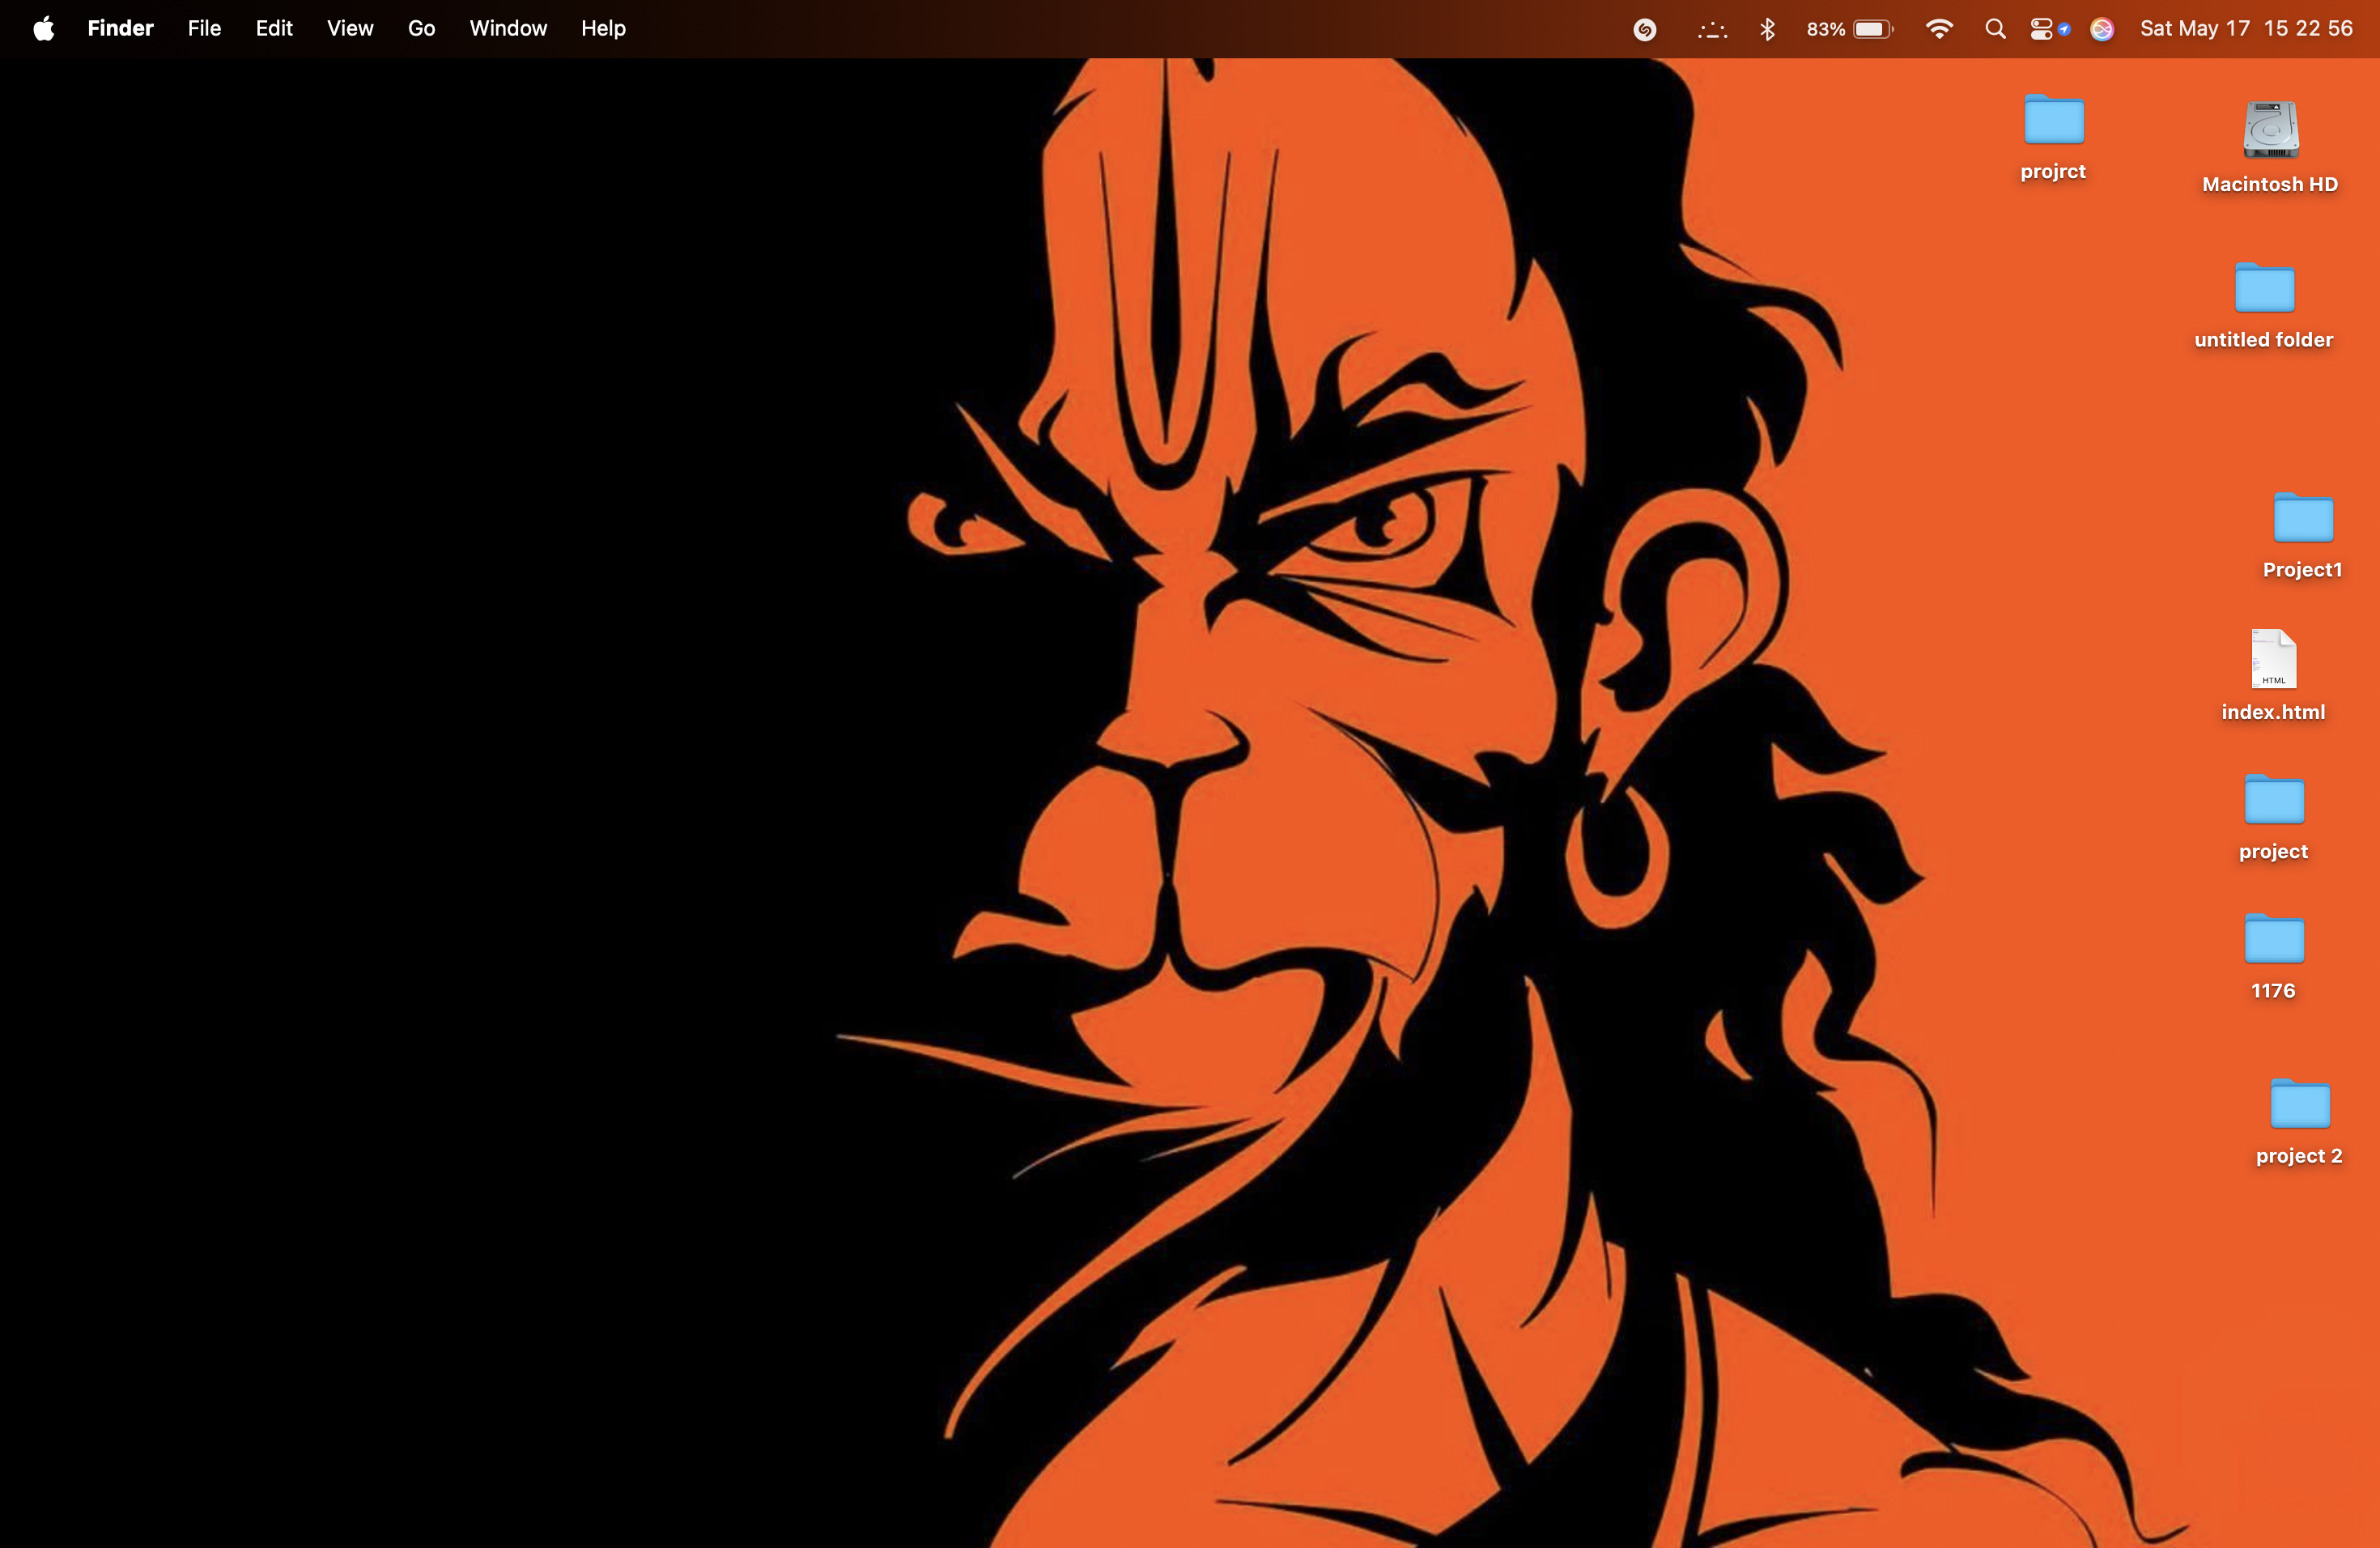 Finder File Edit View Go Window Help 83% Sat May 17 15 22 56
projrct
Macintosh HD
untitled folder
Project1
HTML
index.html
project
1176
project 2